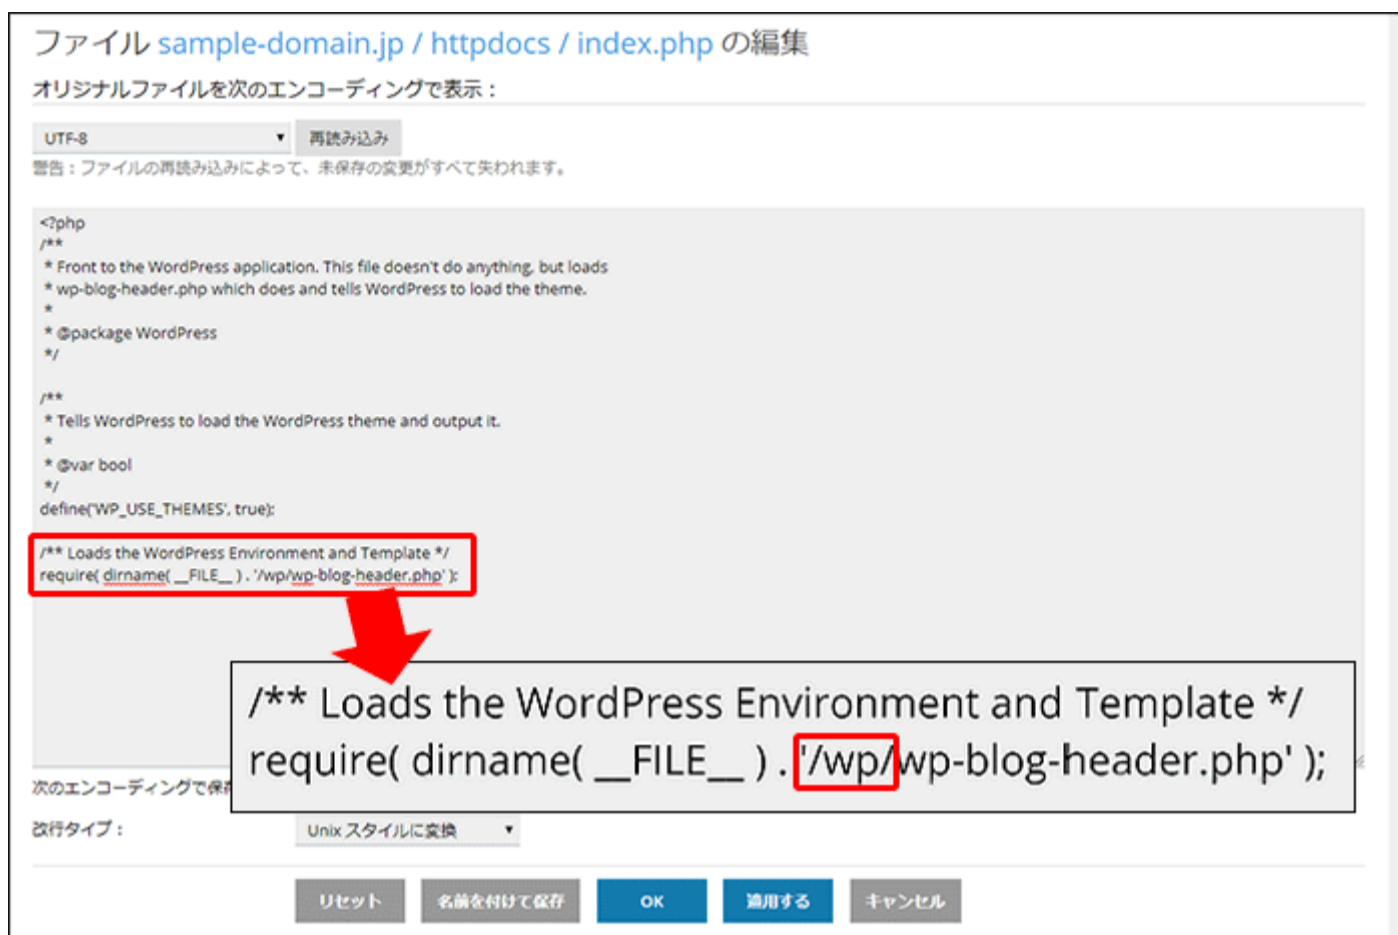 ファイル sample-domain.jp / httpdocs / index.php の編集
オリジナルファイルを次のエンコーディングで表示：
UTF-8 再読み込み
警告：ファイルの再読み込みによって、未保存の変更がすべて失われます。
<?php
/**
* Front to the WordPress application. This file doesn't do anything, but loads
* wp-blog-header.php which does and tells WordPress to load the theme.
*
* @package WordPress
*/
/**
* Tells WordPress to load the WordPress theme and output it.
*
* @var bool
*/
define('WP_USE_THEMES', true);
/** Loads the WordPress Environment and Template */
require( dirname( __FILE__ ) . '/wp/wp-blog-header.php' );
/** Loads the WordPress Environment and Template */
require( dirname( __FILE__ ) . '/wp/wp-blog-header.php' );
次のエンコーディングで保
改行タイプ： Unix スタイルに変換
リセット 名前を付けて保存 OK 適用する キャンセル